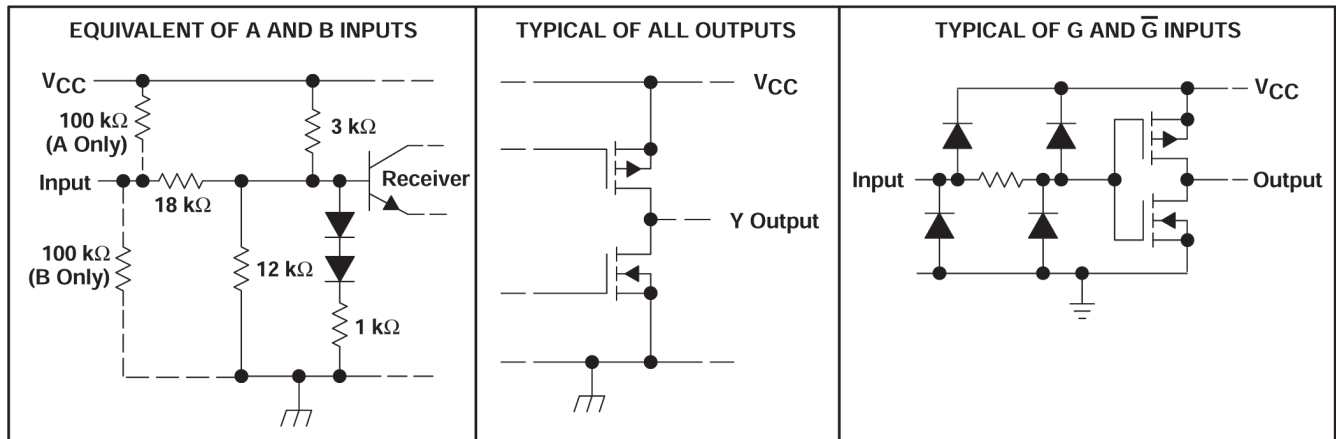 EQUIVALENT OF A AND B INPUTS
VCC
100 kΩ
(A Only)
3 kΩ
Input
18 kΩ
Receiver
100 kΩ
(B Only)
12 kΩ
1 kΩ
TYPICAL OF ALL OUTPUTS
VCC
Y Output
TYPICAL OF G AND G̅ INPUTS
VCC
Input
Output